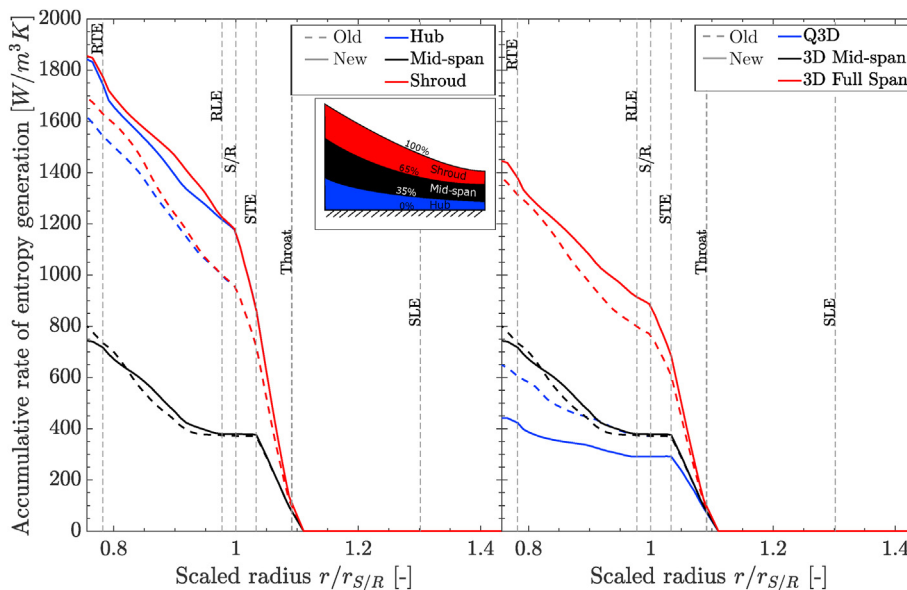 Accumulative rate of entropy generation [W/m³K]
2000
1800
1600
1400
1200
1000
800
600
400
200
0
RTE
RLE
S/R
STE
Throat
SLE
Old
New
Hub
Mid-span
Shroud
100%
Shroud
65%
Mid-span
35%
Hub
0%
0.8
1
1.2
1.4
Scaled radius r/r_{S/R} [-]
RTE
RLE
S/R
STE
Throat
SLE
Old
New
Q3D
3D Mid-span
3D Full Span
0.8
1
1.2
1.4
Scaled radius r/r_{S/R} [-]